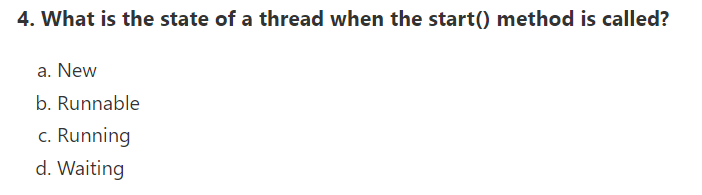 4. What is the state of a thread when the start() method is called?
a. New
b. Runnable
c. Running
d. Waiting